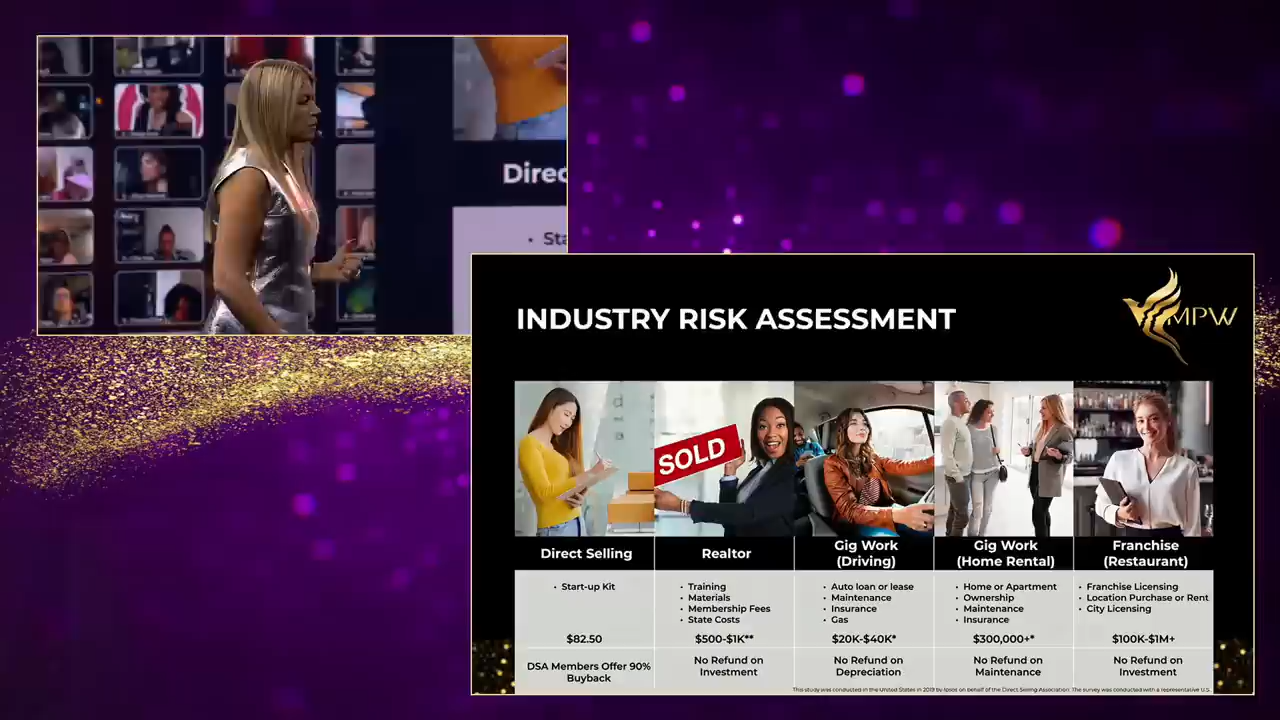 Direc
Sta
INDUSTRY RISK ASSESSMENT
MPW
SOLD
Direct Selling
• Start-up Kit
$82.50
DSA Members Offer 90%
Buyback
Realtor
• Training
• Materials
• Membership Fees
• State Costs
$500-$1K**
No Refund on
Investment
Gig Work
(Driving)
• Auto loan or lease
• Maintenance
• Insurance
• Gas
$20K-$40K*
No Refund on
Depreciation
Gig Work
(Home Rental)
• Home or Apartment
• Ownership
• Maintenance
• Insurance
$300,000+*
No Refund on
Maintenance
Franchise
(Restaurant)
• Franchise Licensing
• Location Purchase or Rent
• City Licensing
$100K-$1M+
No Refund on
Investment
This study was conducted in the United States in 2019 by Ipsos on behalf of the Direct Selling Association. The survey was conducted with a representative U.S.